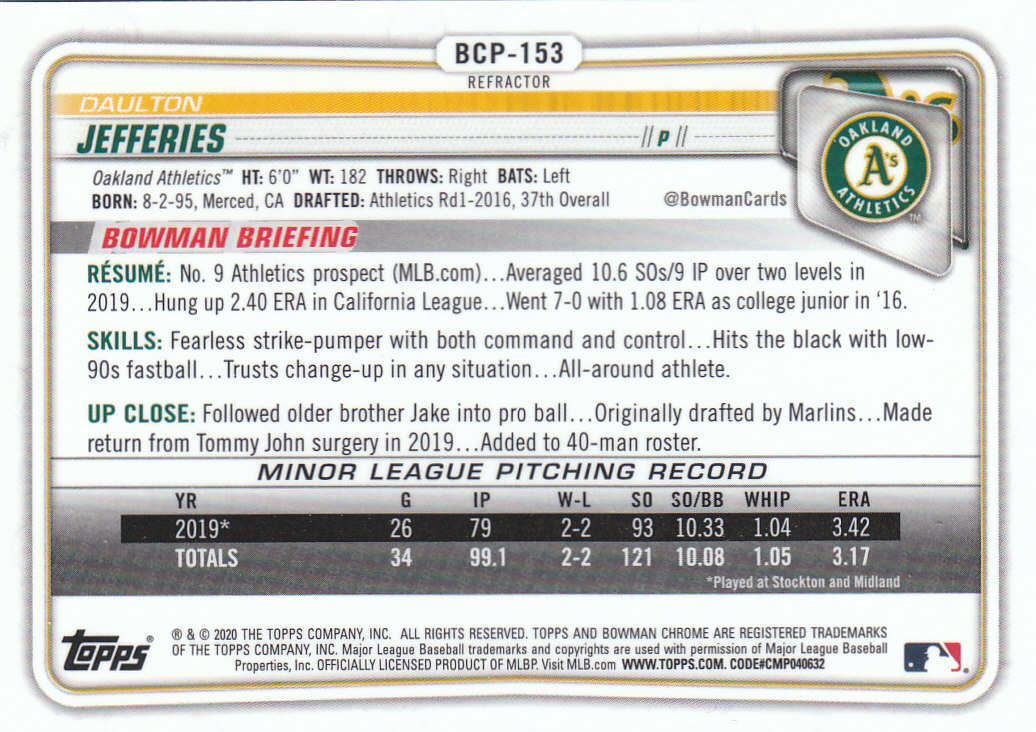 BCP-153
REFRACTOR
DAULTON
JEFFERIES // P //
Oakland Athletics™ HT: 6'0" WT: 182 THROWS: Right BATS: Left
BORN: 8-2-95, Merced, CA DRAFTED: Athletics Rd1-2016, 37th Overall @BowmanCards
OAKLAND
A's
ATHLETICS
TM
BOWMAN BRIEFING
RÉSUMÉ: No. 9 Athletics prospect (MLB.com)...Averaged 10.6 SOs/9 IP over two levels in
2019...Hung up 2.40 ERA in California League...Went 7-0 with 1.08 ERA as college junior in '16.
SKILLS: Fearless strike-pumper with both command and control...Hits the black with low-
90s fastball...Trusts change-up in any situation...All-around athlete.
UP CLOSE: Followed older brother Jake into pro ball...Originally drafted by Marlins...Made
return from Tommy John surgery in 2019...Added to 40-man roster.
MINOR LEAGUE PITCHING RECORD
YR G IP W-L SO SO/BB WHIP ERA
2019* 26 79 2-2 93 10.33 1.04 3.42
TOTALS 34 99.1 2-2 121 10.08 1.05 3.17
*Played at Stockton and Midland
Topps®
® & © 2020 THE TOPPS COMPANY, INC. ALL RIGHTS RESERVED. TOPPS AND BOWMAN CHROME ARE REGISTERED TRADEMARKS
OF THE TOPPS COMPANY, INC. Major League Baseball trademarks and copyrights are used with permission of Major League Baseball
Properties, Inc. OFFICIALLY LICENSED PRODUCT OF MLBP. Visit MLB.com WWW.TOPPS.COM. CODE#CMP040632